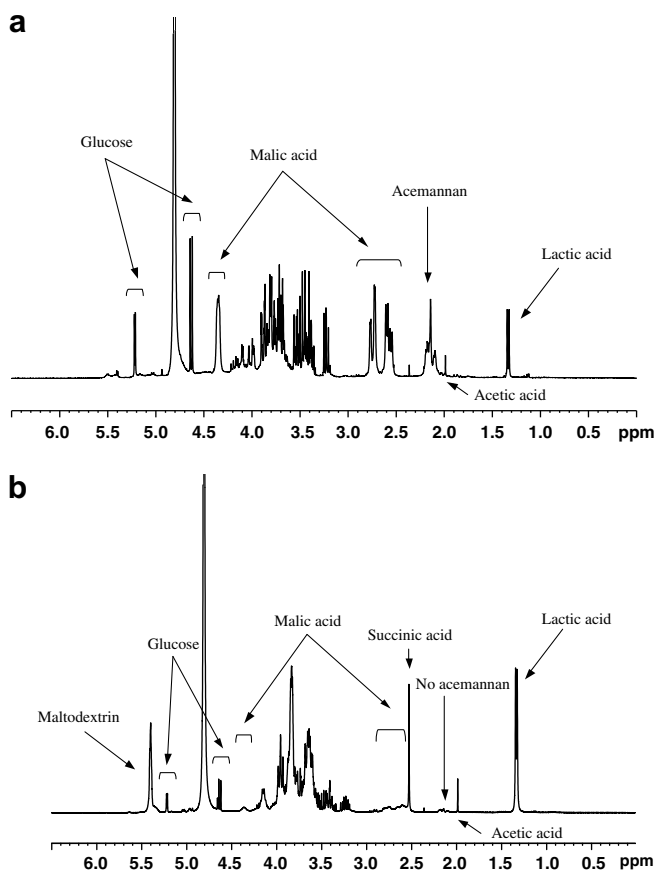 a
Glucose
Malic acid
Acemannan
Lactic acid
Acetic acid
6.0 5.0 4.5 4.0 3.5 3.0 2.5 2.0 1.5 1.0 0.5 ppm
b
Glucose
Malic acid
Succinic acid
Lactic acid
No acemannan
Maltodextrin
Acetic acid
6.0 5.5 5.0 4.5 4.0 3.5 3.0 2.5 2.0 1.5 1.0 0.5 ppm